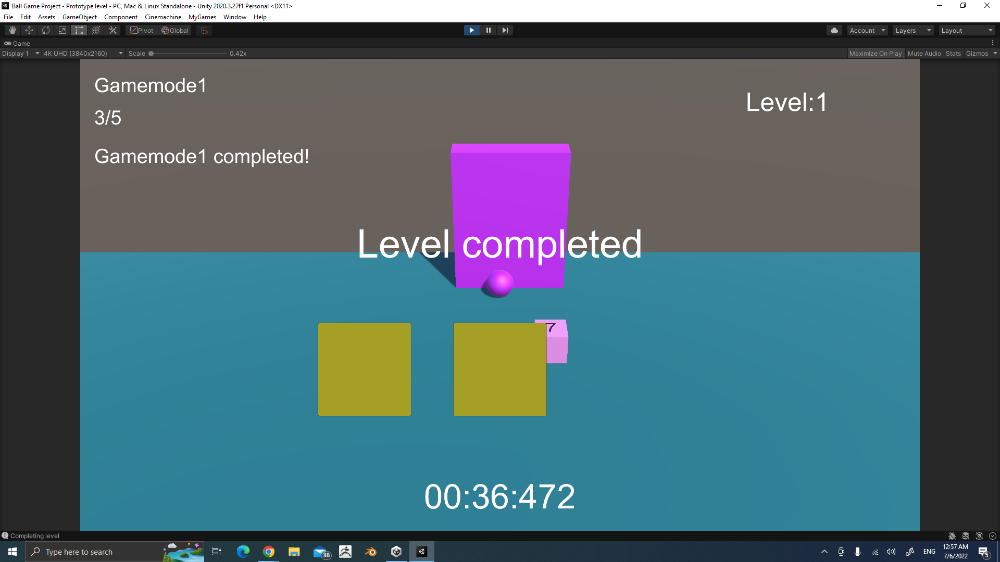 Ball Game Project - Prototype level - PC, Mac & Linux Standalone - Unity 2020.3.27f1 Personal <DX11>
File Edit Assets GameObject Component Cinemachine MyGames Window Help
Pivot Global Account Layers Layout
Game
Display 1 4K UHD (3840x2160) Scale 0.42x Maximize On Play Mute Audio Stats Gizmos
Gamemode1
Level:1
3/5
Gamemode1 completed!
Level completed
7
00:36:472
Completing level
Type here to search 38 ENG 12:57 AM
7/6/2022 5